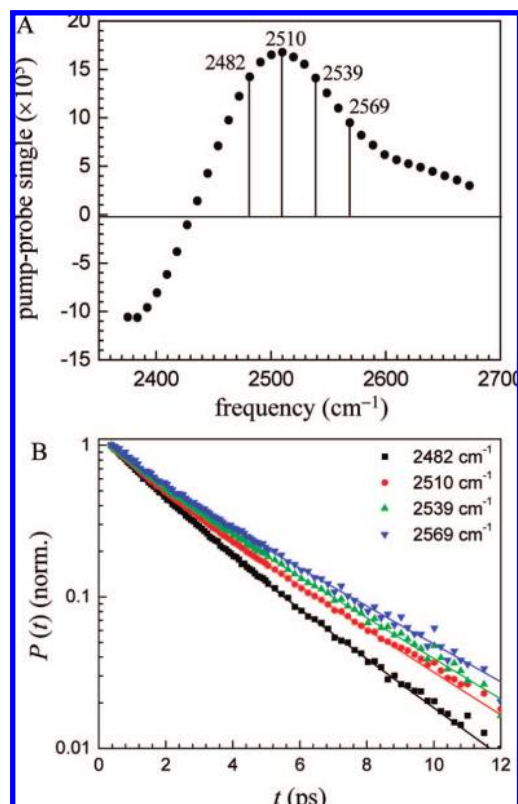 A
pump-probe single (×10⁵)
20
15
10
5
0
-5
-10
-15
2510
2482
2539
2569
2400
2500
2600
2700
frequency (cm⁻¹)
B
P (t) (norm.)
1
0.1
0.01
2482 cm⁻¹
2510 cm⁻¹
2539 cm⁻¹
2569 cm⁻¹
0
2
4
6
8
10
12
t (ps)